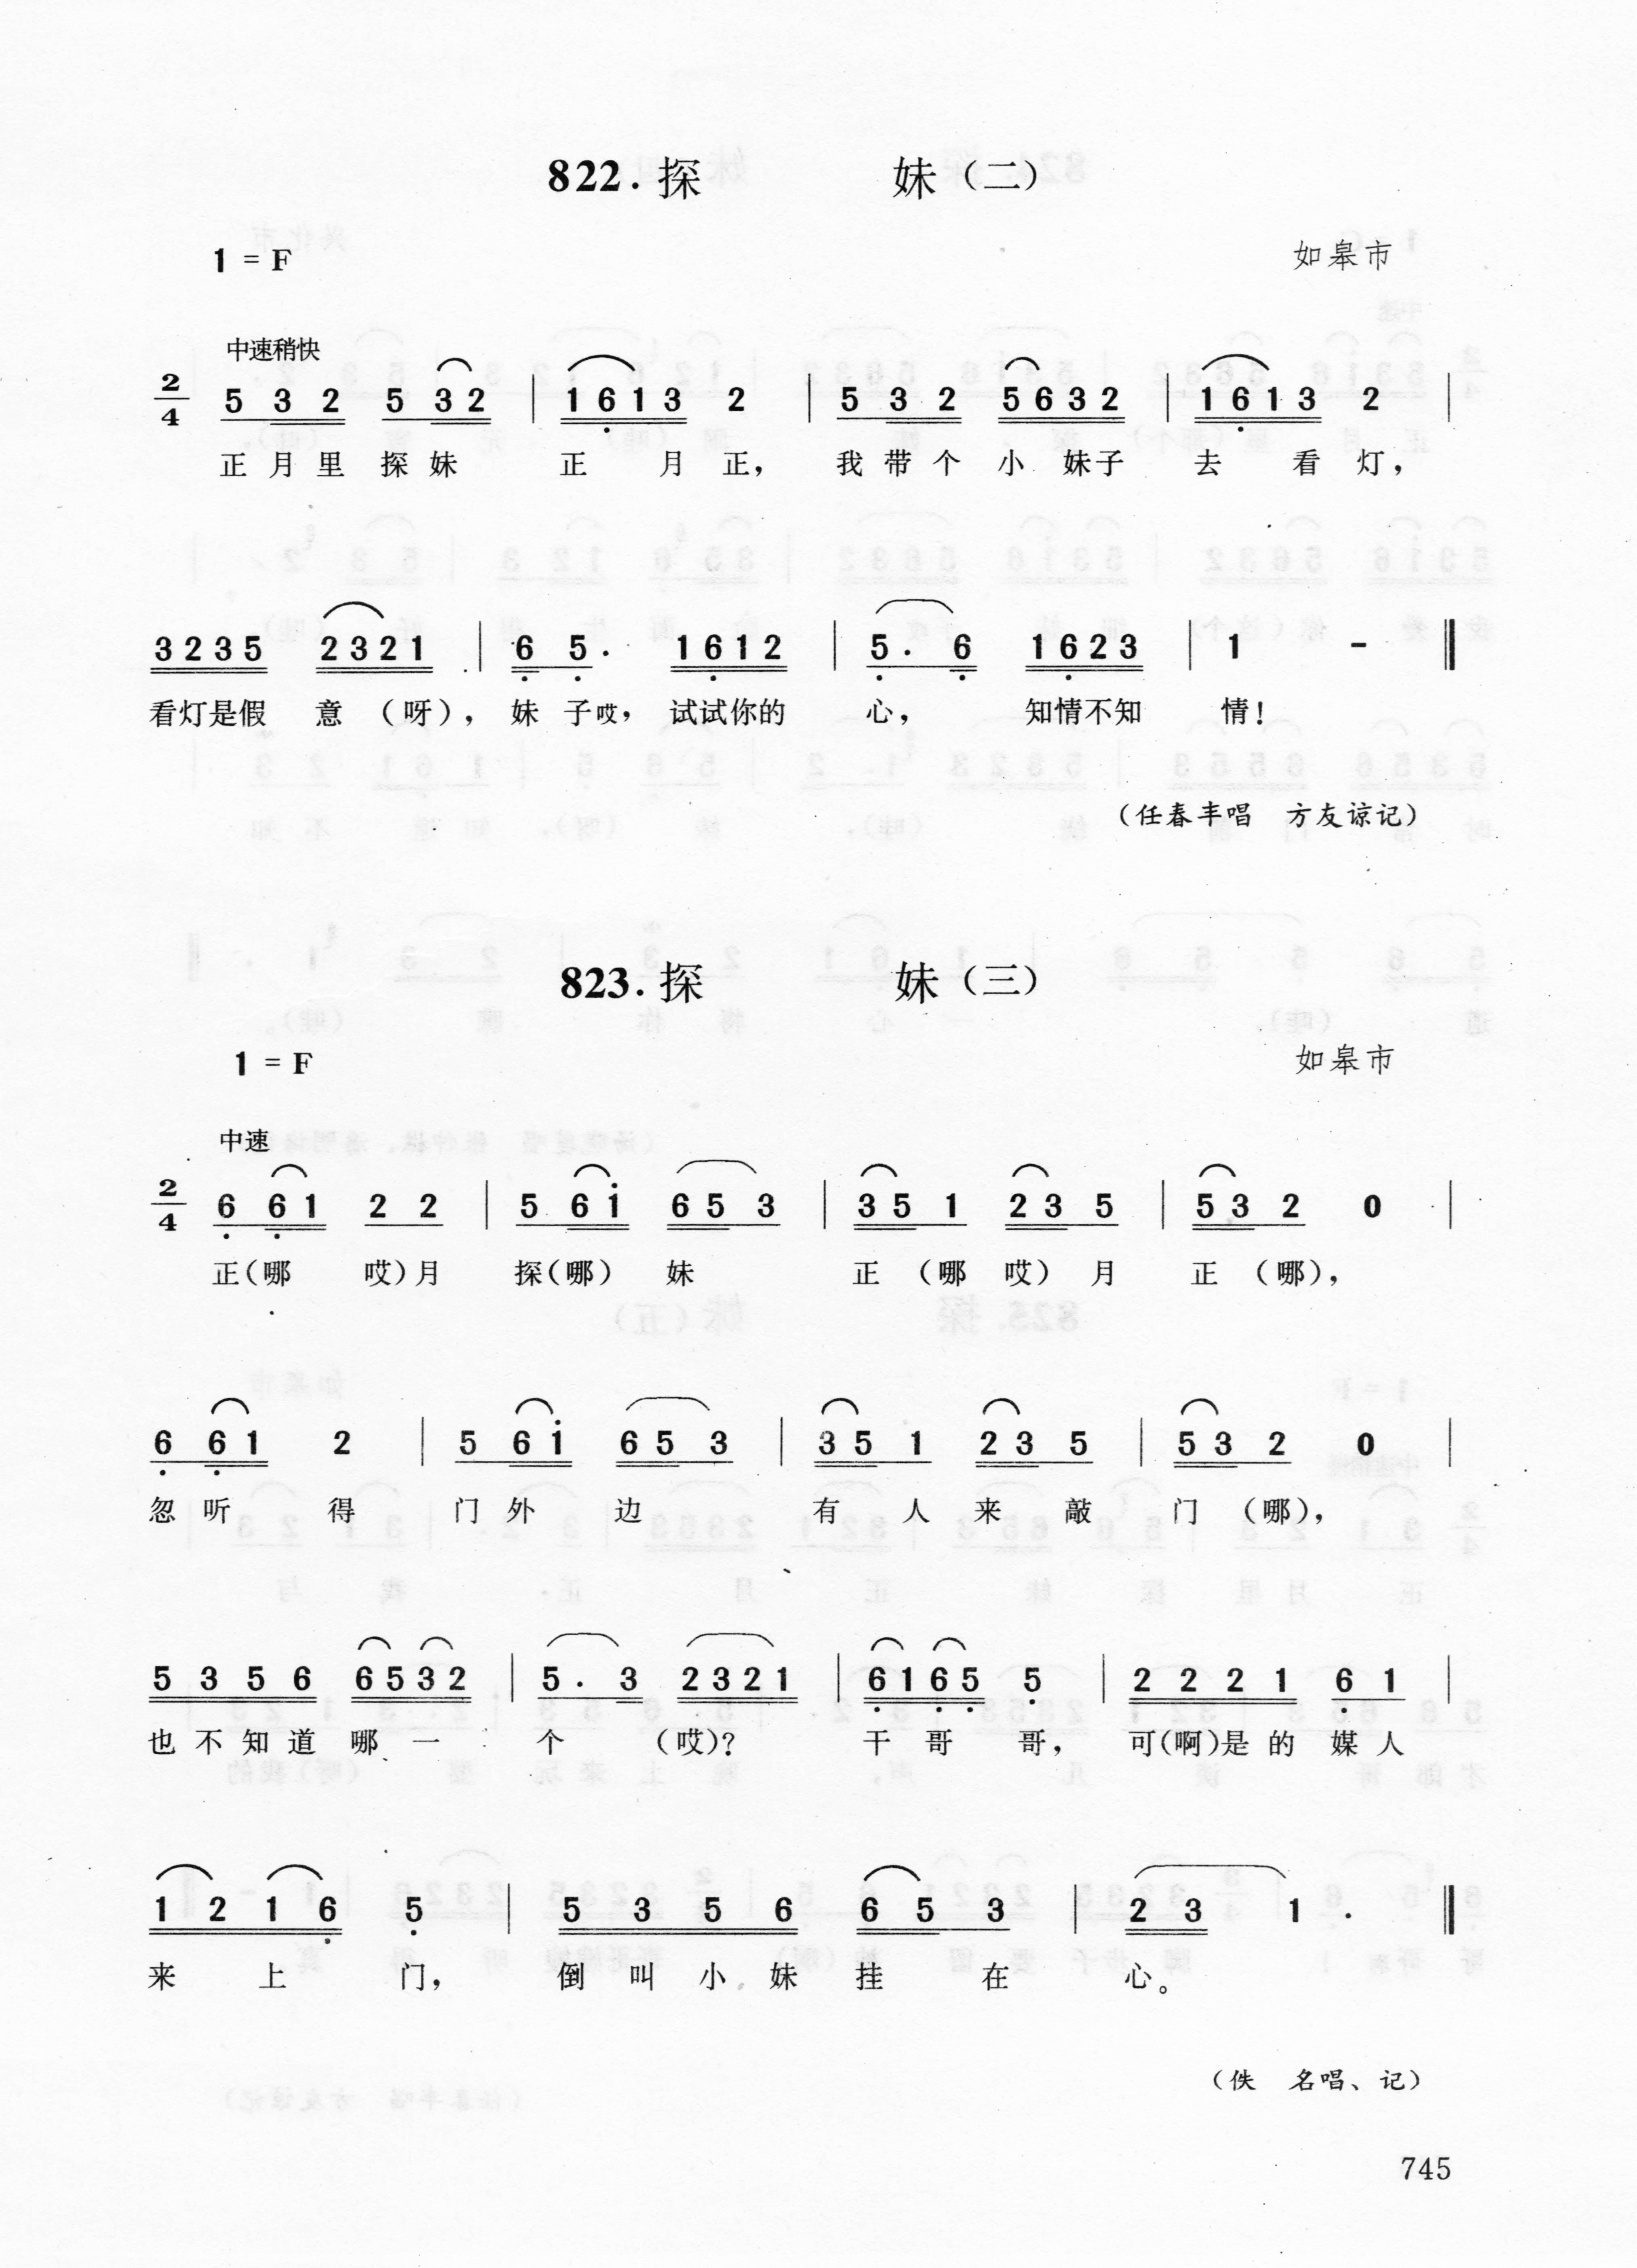 822.探 妹（二）
1 = F 如皋市
中速稍快
2/4 5 3 2 5 3 2 | 1 6 1 3 2 | 5 3 2 5 6 3 2 | 1 6 1 3 2 |
正月里 探妹 正 月 正， 我带个 小 妹子 去 看 灯，
3 2 3 5 2 3 2 1 | 6 5 · 1 6 1 2 | 5 · 6 1 6 2 3 | 1 - ‖
看灯是假 意（呀）， 妹 子哎， 试试你的 心， 知情不知 情！
（任春丰唱 方友谅记）
823.探 妹（三）
1 = F 如皋市
中速
2/4 6 6 1 2 2 | 5 6 i 6 5 3 | 3 5 1 2 3 5 | 5 3 2 0 |
正（哪 哎）月 探（哪） 妹 正（哪 哎）月 正（哪），
6 6 1 2 | 5 6 i 6 5 3 | 3 5 1 2 3 5 | 5 3 2 0 |
忽 听 得 门 外 边 有 人 来 敲 门（哪），
5 3 5 6 6 5 3 2 | 5 · 3 2 3 2 1 | 6 1 6 5 5 | 2 2 2 1 6 1 |
也不知道 哪 一 个 （哎）？ 干 哥 哥， 可（啊）是的 媒人
1 2 1 6 5 | 5 3 5 6 6 5 3 | 2 3 1 · ‖
来 上 门， 倒叫小妹 挂 在 心。
（佚 名唱、记）
745